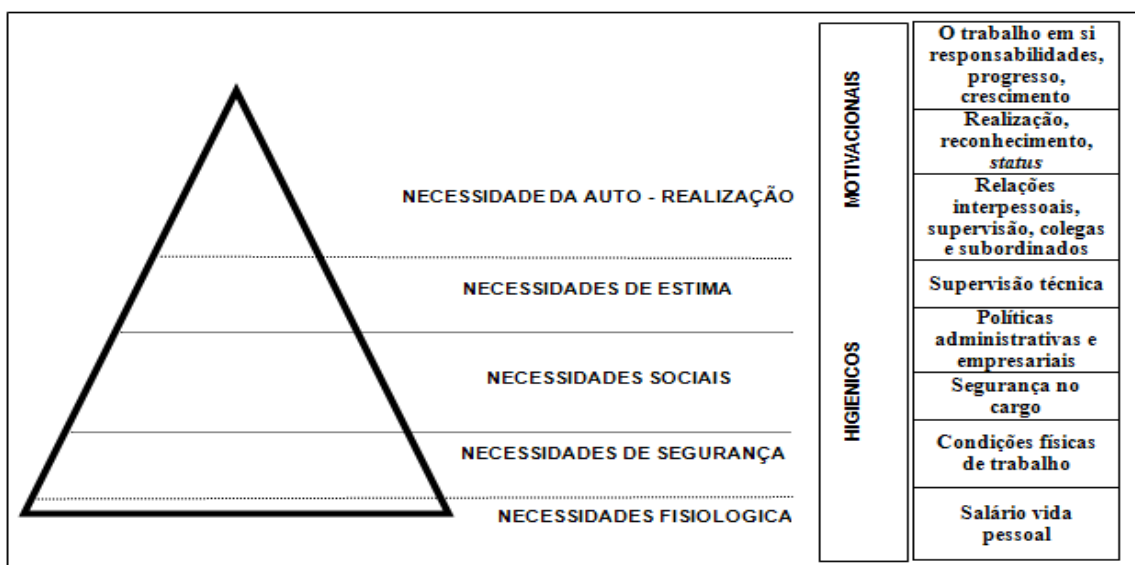 NECESSIDADE DA AUTO - REALIZAÇÃO
NECESSIDADES DE ESTIMA
NECESSIDADES SOCIAIS
NECESSIDADES DE SEGURANÇA
NECESSIDADES FISIOLOGICA
MOTIVACIONAIS
HIGIENICOS
O trabalho em si
responsabilidades,
progresso,
crescimento
Realização,
reconhecimento,
status
Relações
interpessoais,
supervisão, colegas
e subordinados
Supervisão técnica
Políticas
administrativas e
empresariais
Segurança no
cargo
Condições físicas
de trabalho
Salário vida
pessoal